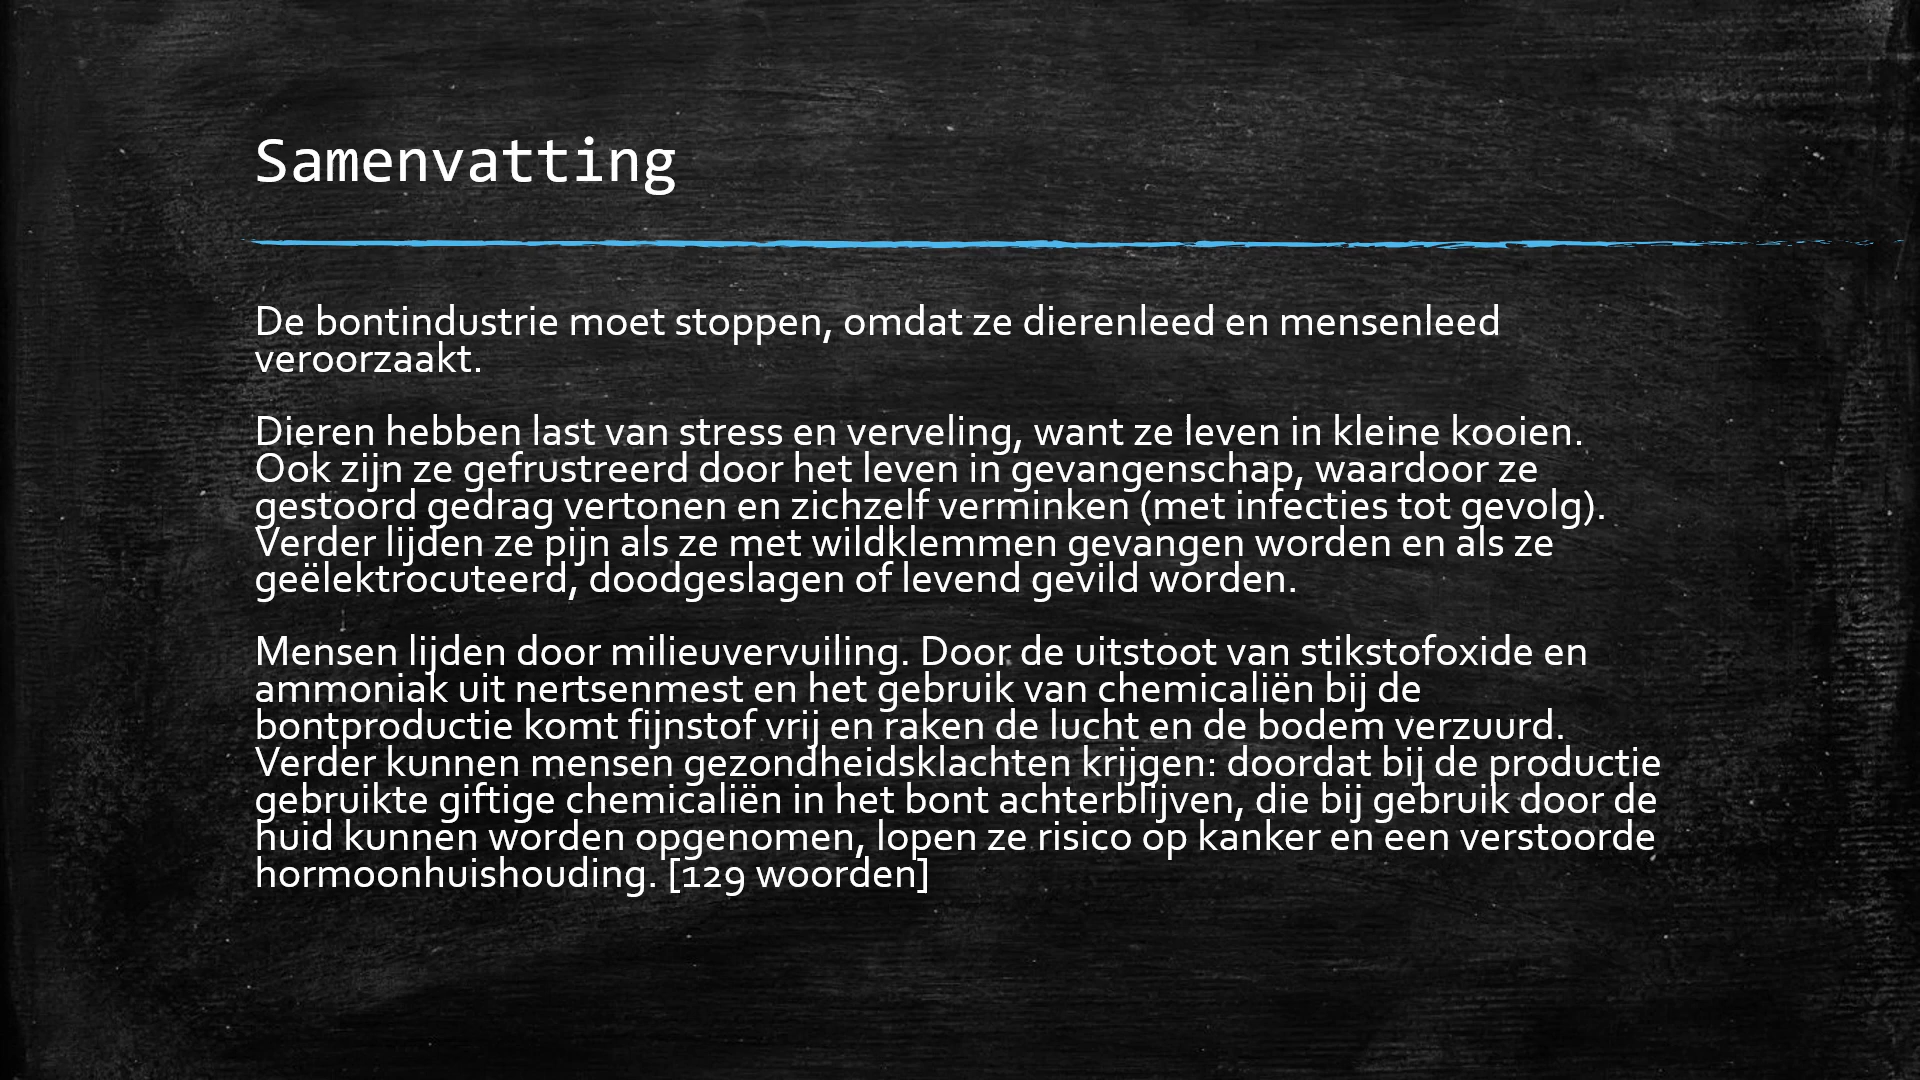 Samenvatting
De bontindustrie moet stoppen, omdat ze dierenleed en mensenleed
veroorzaakt.
Dieren hebben last van stress en verveling, want ze leven in kleine kooien.
Ook zijn ze gefrustreerd door het leven in gevangenschap, waardoor ze
gestoord gedrag vertonen en zichzelf verminken (met infecties tot gevolg).
Verder lijden ze pijn als ze met wildklemmen gevangen worden en als ze
geëlektrocuteerd, doodgeslagen of levend gevild worden.
Mensen lijden door milieuvervuiling. Door de uitstoot van stikstofoxide en
ammoniak uit nertsenmest en het gebruik van chemicaliën bij de
bontproductie komt fijnstof vrij en raken de lucht en de bodem verzuurd.
Verder kunnen mensen gezondheidsklachten krijgen: doordat bij de productie
gebruikte giftige chemicaliën in het bont achterblijven, die bij gebruik door de
huid kunnen worden opgenomen, lopen ze risico op kanker en een verstoorde
hormoonhuishouding. [129 woorden]